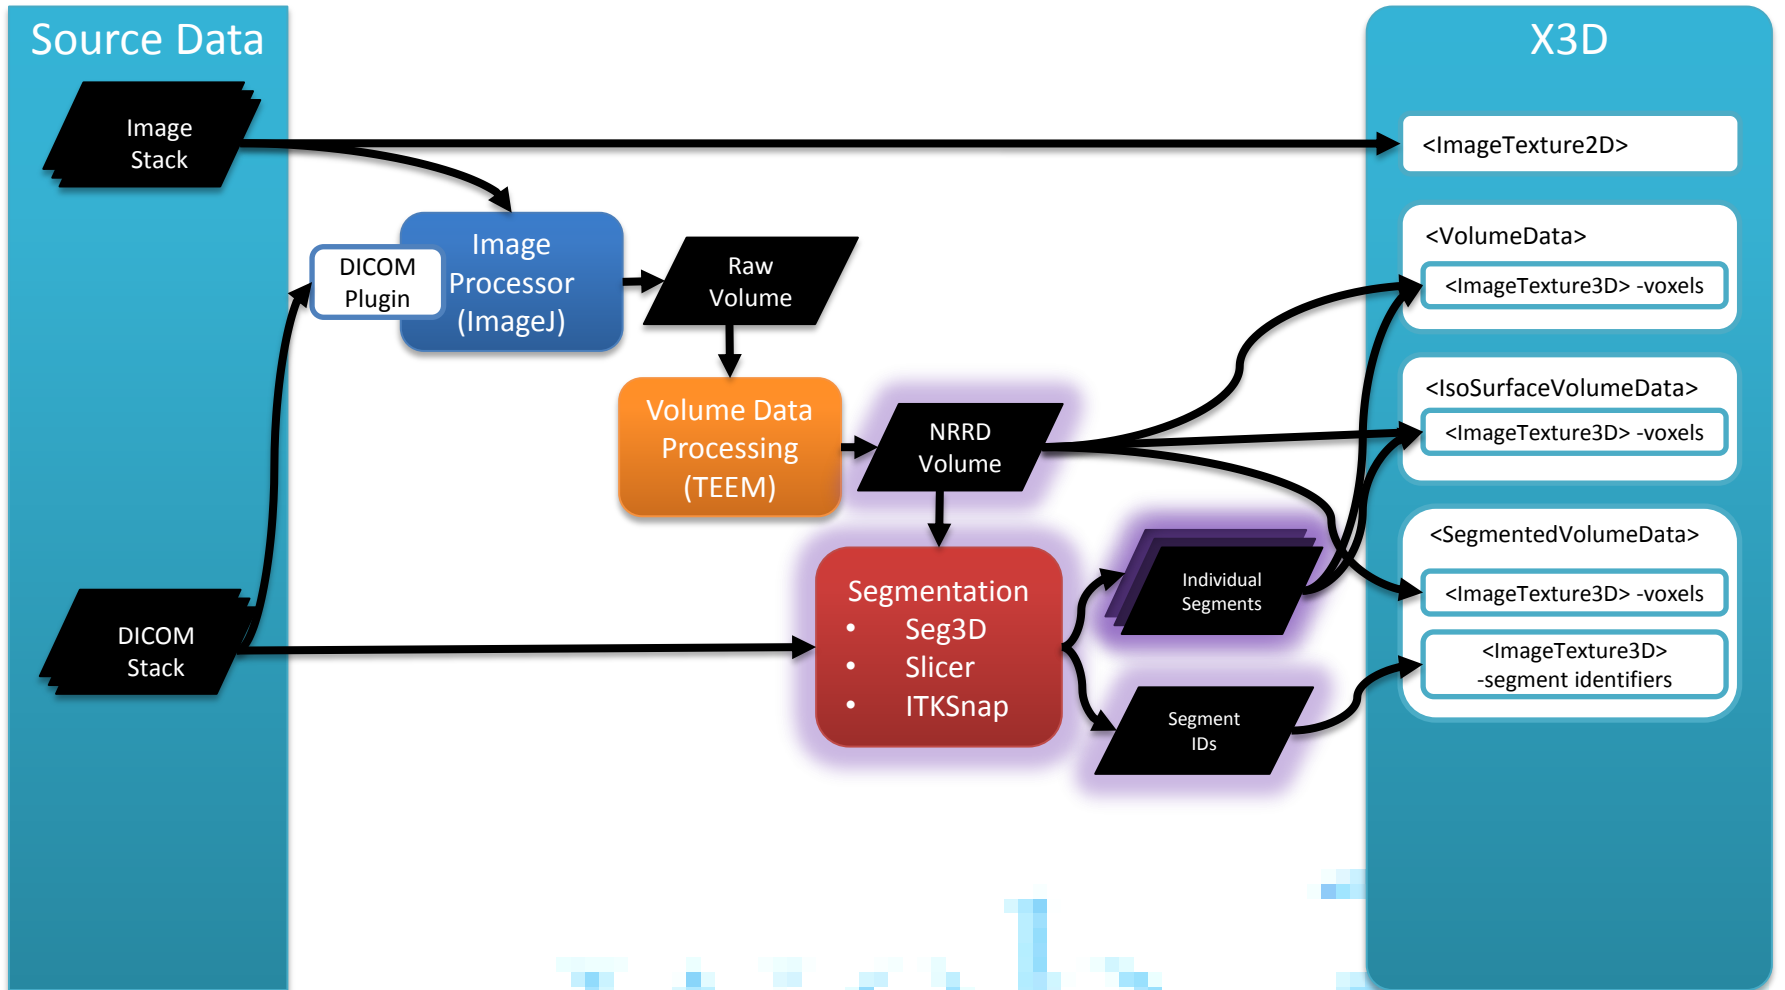 Source Data
X3D
Image
Stack
<ImageTexture2D>
Image
Processor
(ImageJ)
DICOM
Plugin
Raw
Volume
<VolumeData>
<ImageTexture3D> -voxels
Volume Data
Processing
(TEEM)
NRRD
Volume
<IsoSurfaceVolumeData>
<ImageTexture3D> -voxels
Segmentation
• Seg3D
• Slicer
• ITKSnap
Individual
Segments
<SegmentedVolumeData>
<ImageTexture3D> -voxels
<ImageTexture3D>
-segment identifiers
DICOM
Stack
Segment
IDs